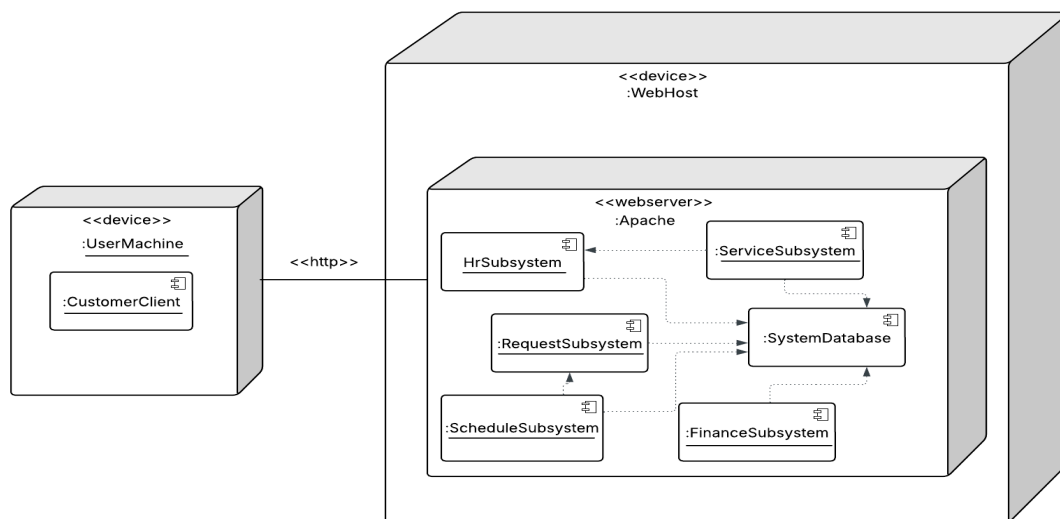 <<device>>
:WebHost
<<device>>
:UserMachine
:CustomerClient
<<http>>
<<webserver>>
:Apache
HrSubsystem
:ServiceSubsystem
:RequestSubsystem
:SystemDatabase
:ScheduleSubsystem
:FinanceSubsystem